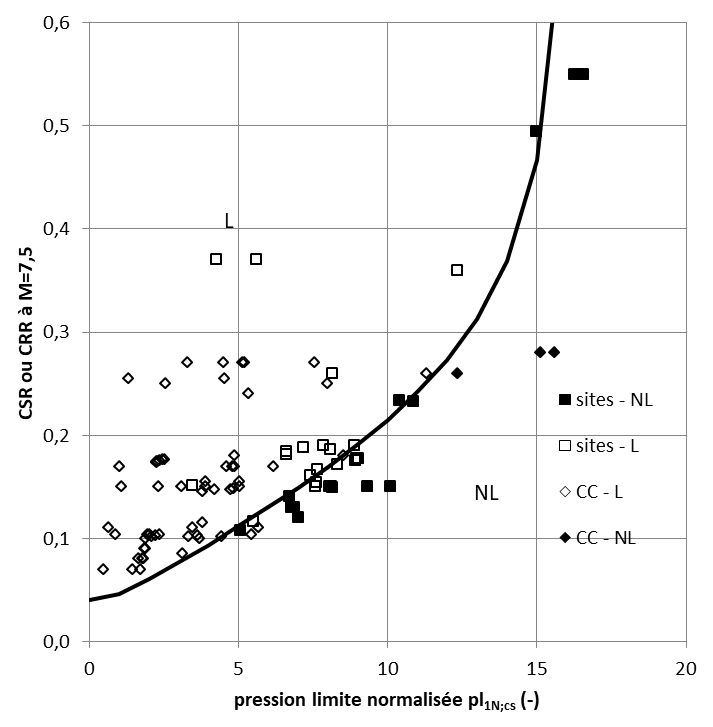 0,6
0,5
0,4
0,3
0,2
0,1
0,0
CSR ou CRR à M=7,5
L
NL
sites - NL
sites - L
CC - L
CC - NL
0 5 10 15 20
pression limite normalisée pl1N;cs (-)